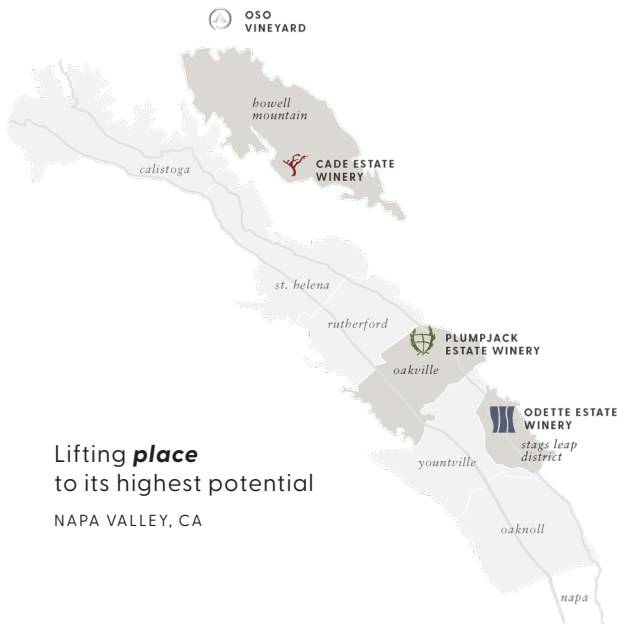 OSO
VINEYARD
howell
mountain
CADE ESTATE
WINERY
calistoga
st. helena
rutherford
PLUMPJACK
ESTATE WINERY
oakville
ODETTE ESTATE
WINERY
stags leap
district
yountville
Lifting place
to its highest potential
NAPA VALLEY, CA
oaknoll
napa